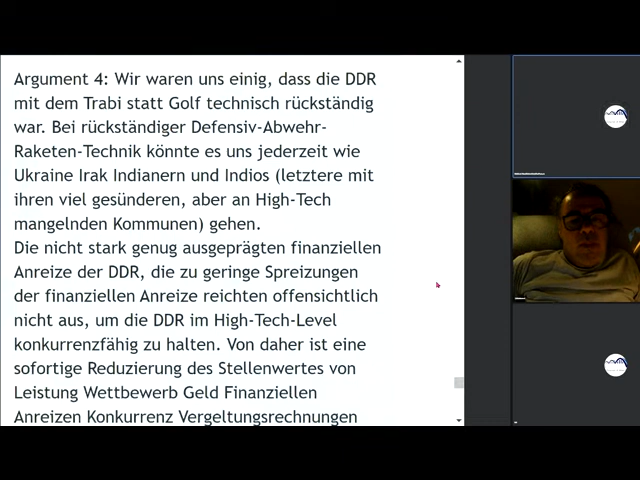 Argument 4: Wir waren uns einig, dass die DDR
mit dem Trabi statt Golf technisch rückständig
war. Bei rückständiger Defensiv-Abwehr-
Raketen-Technik könnte es uns jederzeit wie
Ukraine Irak Indianern und Indios (letztere mit
ihren viel gesünderen, aber an High-Tech
mangelnden Kommunen) gehen.
Die nicht stark genug ausgeprägten finanziellen
Anreize der DDR, die zu geringe Spreizungen
der finanziellen Anreize reichten offensichtlich
nicht aus, um die DDR im High-Tech-Level
konkurrenzfähig zu halten. Von daher ist eine
sofortige Reduzierung des Stellenwertes von
Leistung Wettbewerb Geld Finanziellen
Anreizen Konkurrenz Vergeltungsrechnungen